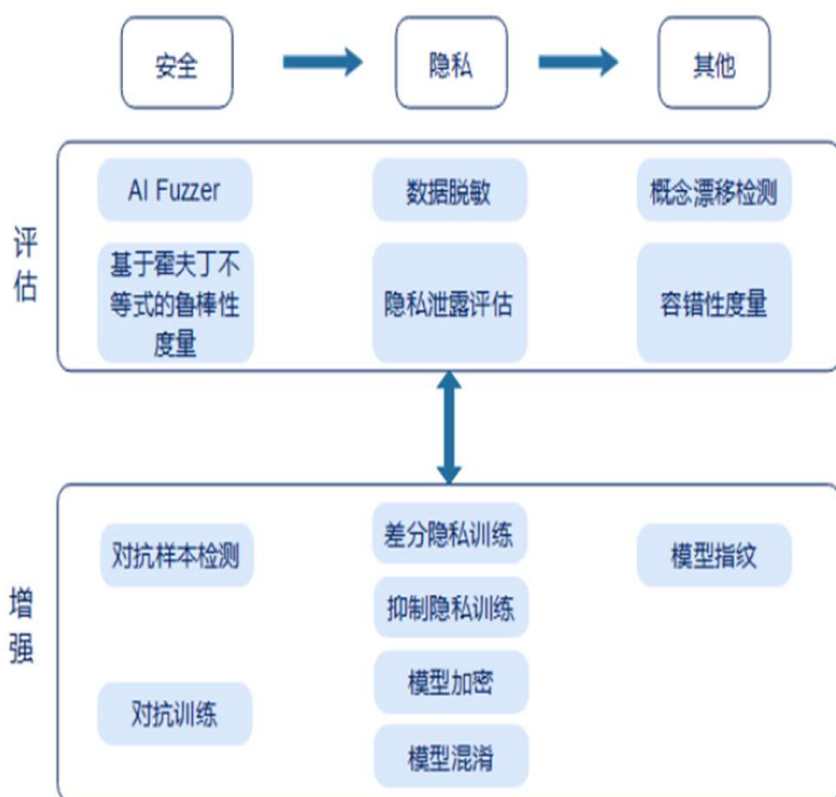 安全
隐私
其他
评估
AI Fuzzer
数据脱敏
概念漂移检测
基于霍夫丁不
等式的鲁棒性
度量
隐私泄露评估
容错性度量
增强
对抗样本检测
差分隐私训练
模型指纹
抑制隐私训练
对抗训练
模型加密
模型混淆